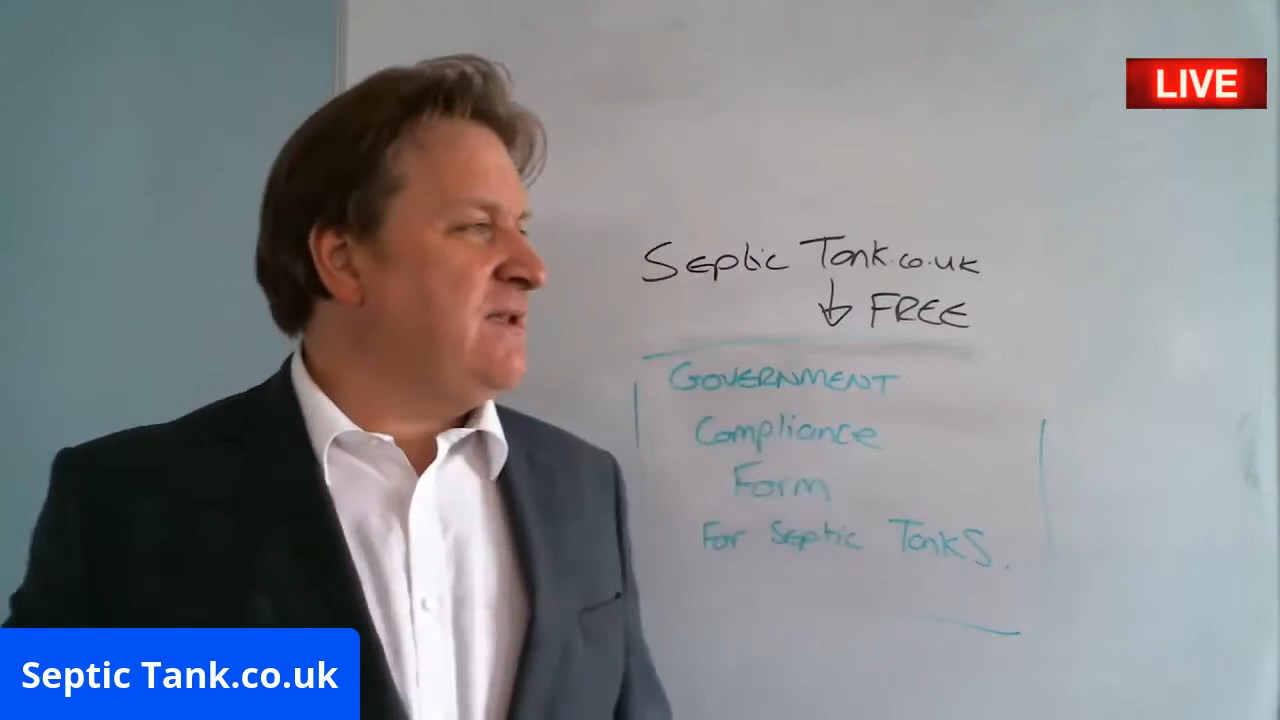 LIVE
Septic Tank.co.uk
↓ FREE
GOVERNMENT
Compliance
Form
For Septic Tanks.
Septic Tank.co.uk